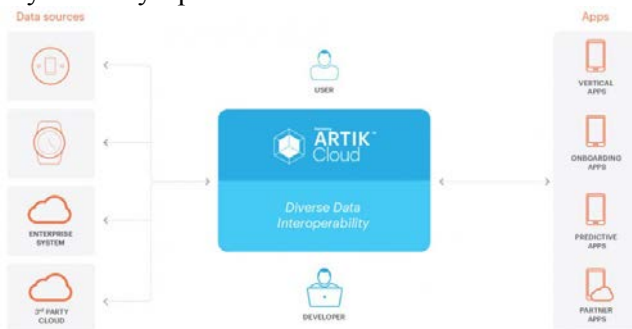 Data sources
Apps
USER
VERTICAL
APPS
ARTIK™
Cloud
ONBOARDING
APPS
Diverse Data
Interoperability
ENTERPRISE
SYSTEM
PREDICTIVE
APPS
3rd PARTY
CLOUD
DEVELOPER
PARTNER
APPS